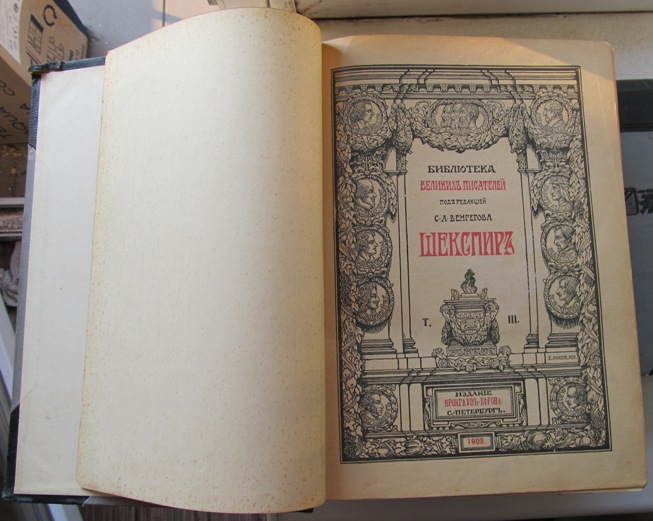 БИБЛІОТЕКА
ВЕЛИКИХЪ ПИСАТЕЛЕЙ
ПОДЪ РЕДАКЦІЕЙ
С·А·ВЕНГЕРОВА
ШЕКСПИРЪ
Т. III.
ИЗДАНІЕ
БРОКГАУЗЪ-ЕФРОНА
С.-ПЕТЕРБУРГЪ.
1903.